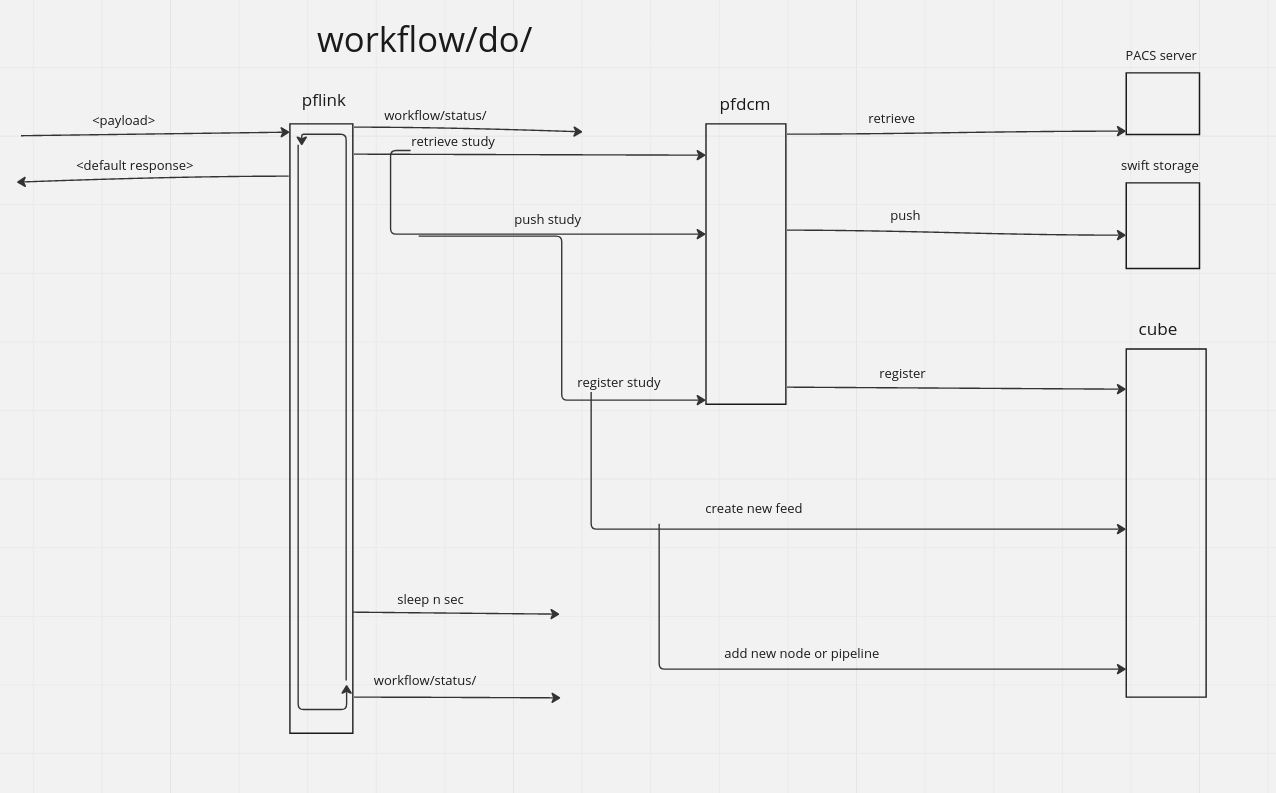 workflow/do/
PACS server
pflink
pfdcm
<payload>
workflow/status/
retrieve
retrieve study
<default response>
swift storage
push study
push
cube
register study
register
create new feed
sleep n sec
add new node or pipeline
workflow/status/